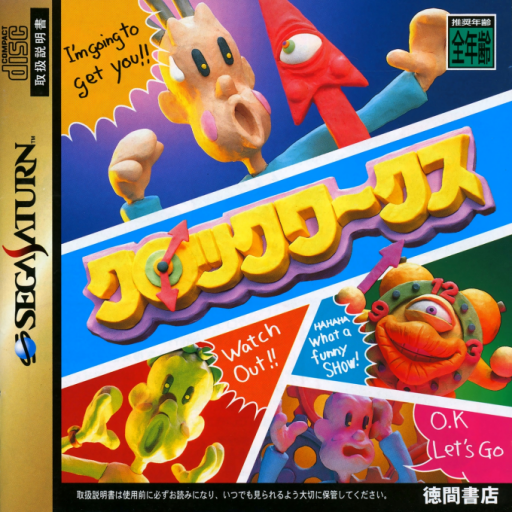 COMPACT
disc
取扱説明書
SEGA SATURN™
推奨年齢
全年齢
I'm going to
get you!!
クロックワークス
Watch
Out!!
HAHAHA
What a
funny
SHOW!
12
3
9
O.K
Let's Go
取扱説明書は使用前に必ずお読みになり、いつでも見られるよう大切に保管してください。
徳間書店